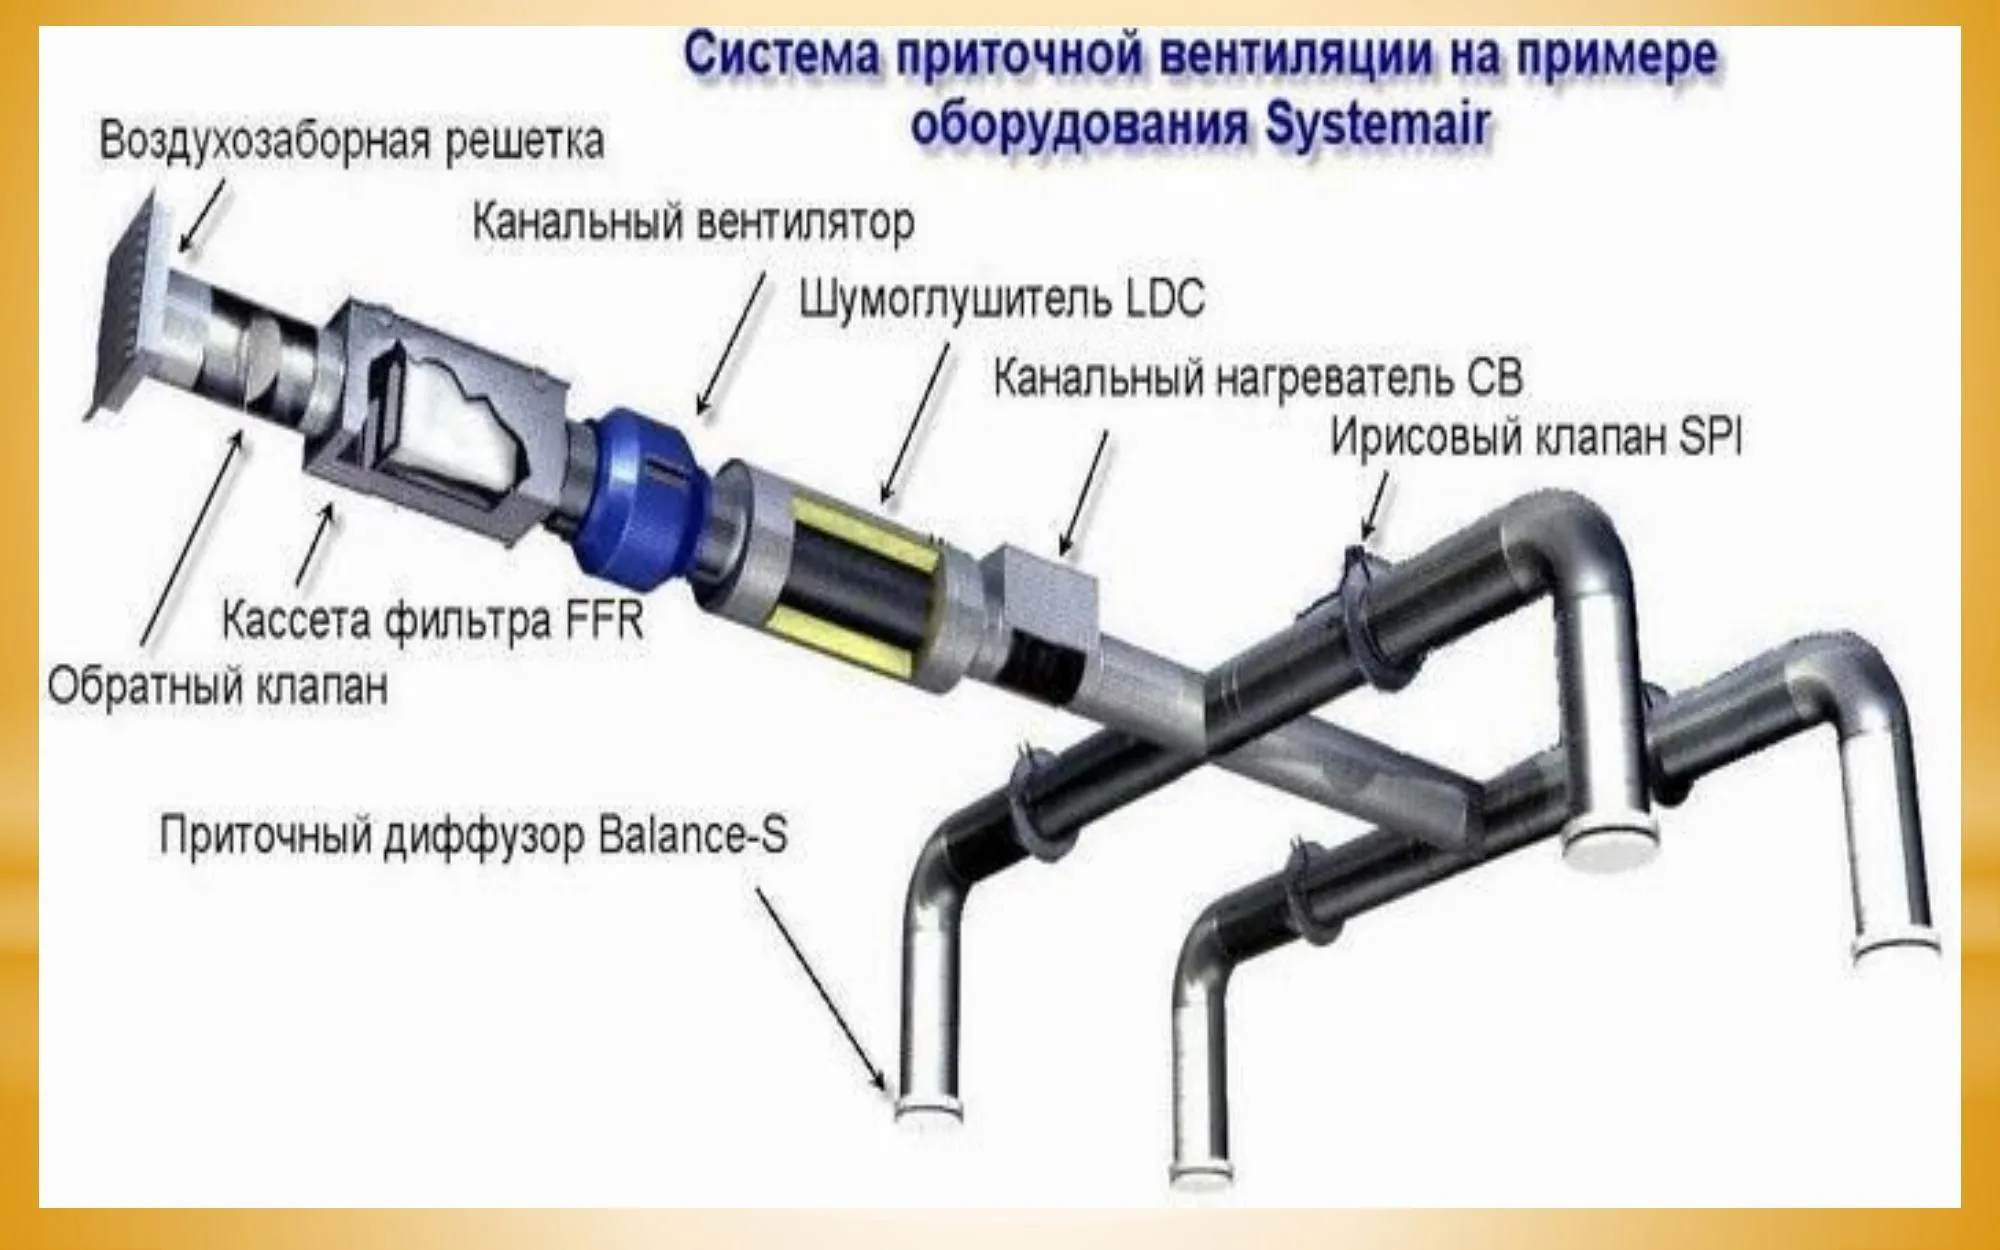 Система приточной вентиляции на примере
оборудования Systemair
Воздухозаборная решетка
Канальный вентилятор
Шумоглушитель LDC
Канальный нагреватель CB
Ирисовый клапан SPI
Кассета фильтра FFR
Обратный клапан
Приточный диффузор Balance-S